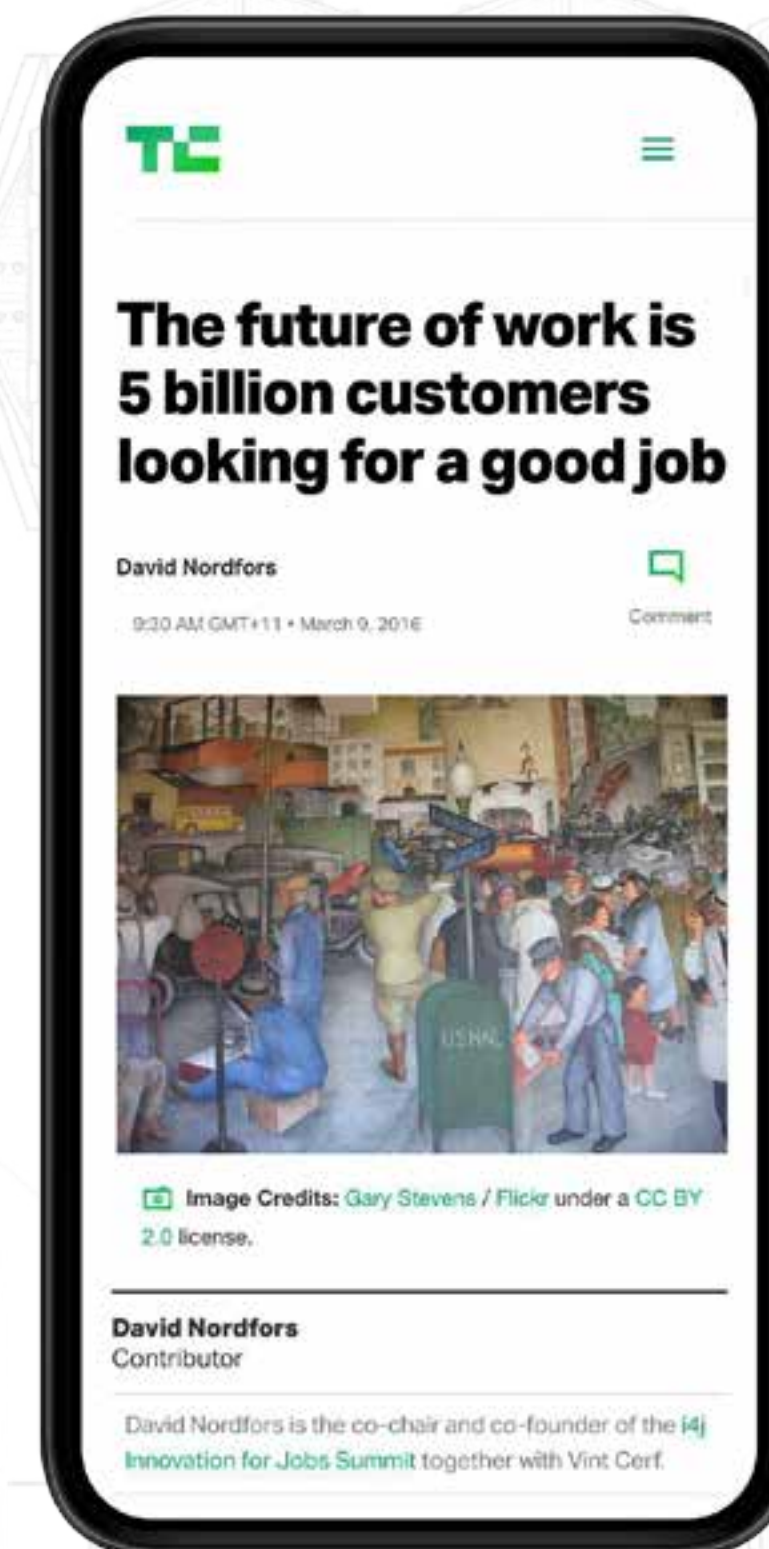 TC
The future of work is
5 billion customers
looking for a good job
David Nordfors
9:30 AM GMT+11 • March 9, 2016
Comment
US MAIL
Image Credits: Gary Stevens / Flickr under a CC BY
2.0 license.
David Nordfors
Contributor
David Nordfors is the co-chair and co-founder of the i4j
Innovation for Jobs Summit together with Vint Cerf.